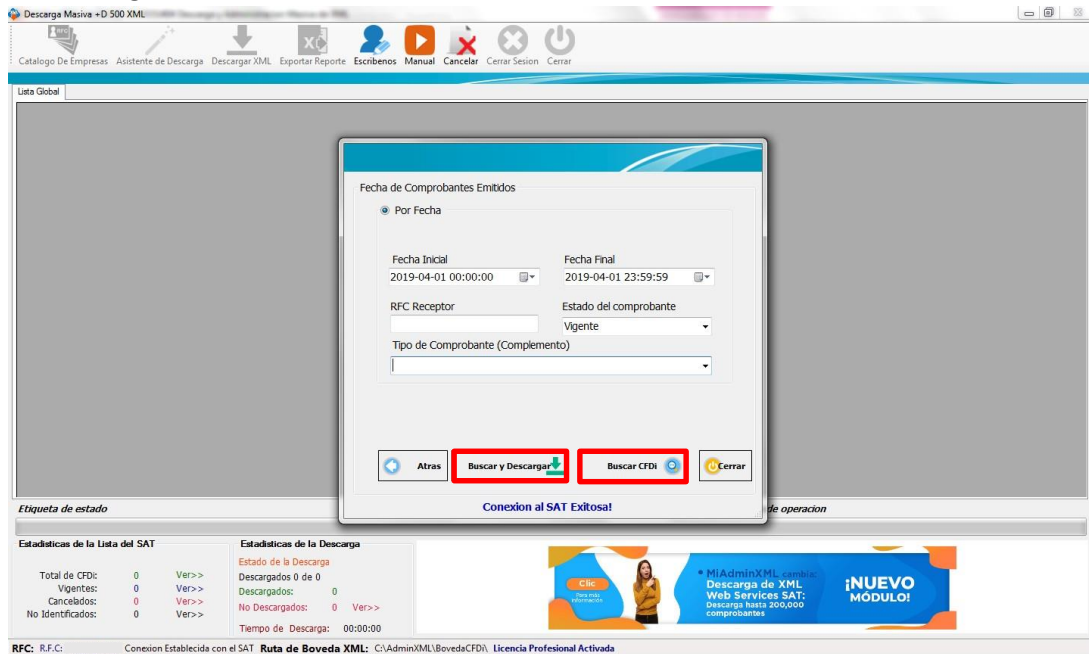 Descarga Masiva +D 500 XML
Catalogo De Empresas Asistente de Descarga Descargar XML Exportar Reporte Escribenos Manual Cancelar Cerrar Sesion Cerrar
Lista Global
Fecha de Comprobantes Emitidos
Por Fecha
Fecha Inicial Fecha Final
2019-04-01 00:00:00 2019-04-01 23:59:59
RFC Receptor Estado del comprobante
Vigente
Tipo de Comprobante (Complemento)
Atras Buscar y Descargar Buscar CFDi Cerrar
Conexion al SAT Exitosa!
Etiqueta de estado de operacion
Estadisticas de la Lista del SAT
Total de CFDi: 0 Ver>>
Vigentes: 0 Ver>>
Cancelados: 0 Ver>>
No Identificados: 0 Ver>>
Estadisticas de la Descarga
Estado de la Descarga
Descargados 0 de 0
Descargados: 0
No Descargados: 0 Ver>>
Tiempo de Descarga: 00:00:00
Clic
Para más
información
MiAdminXML cambia:
Descarga de XML
Web Services SAT:
Descarga hasta 200,000
comprobantes
¡NUEVO
MÓDULO!
RFC: R.F.C: Conexion Establecida con el SAT Ruta de Boveda XML: C:\AdminXML\BovedaCFDi\ Licencia Profesional Activada